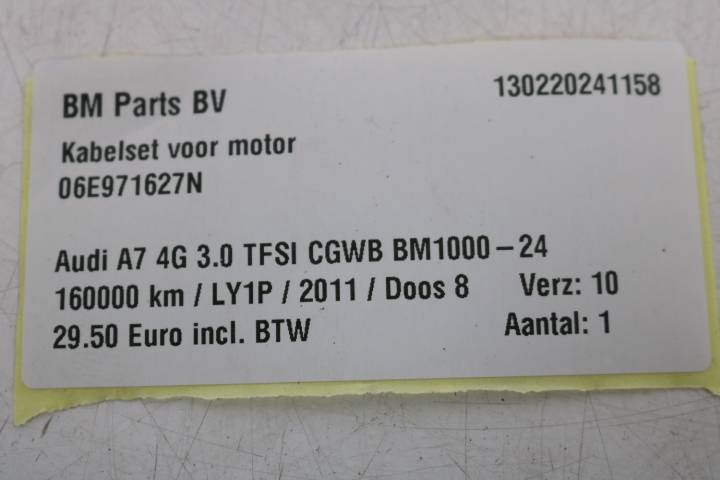 BM Parts BV 130220241158
Kabelset voor motor
06E971627N
Audi A7 4G 3.0 TFSI CGWB BM1000-24
160000 km / LY1P / 2011 / Doos 8 Verz: 10
29.50 Euro incl. BTW Aantal: 1